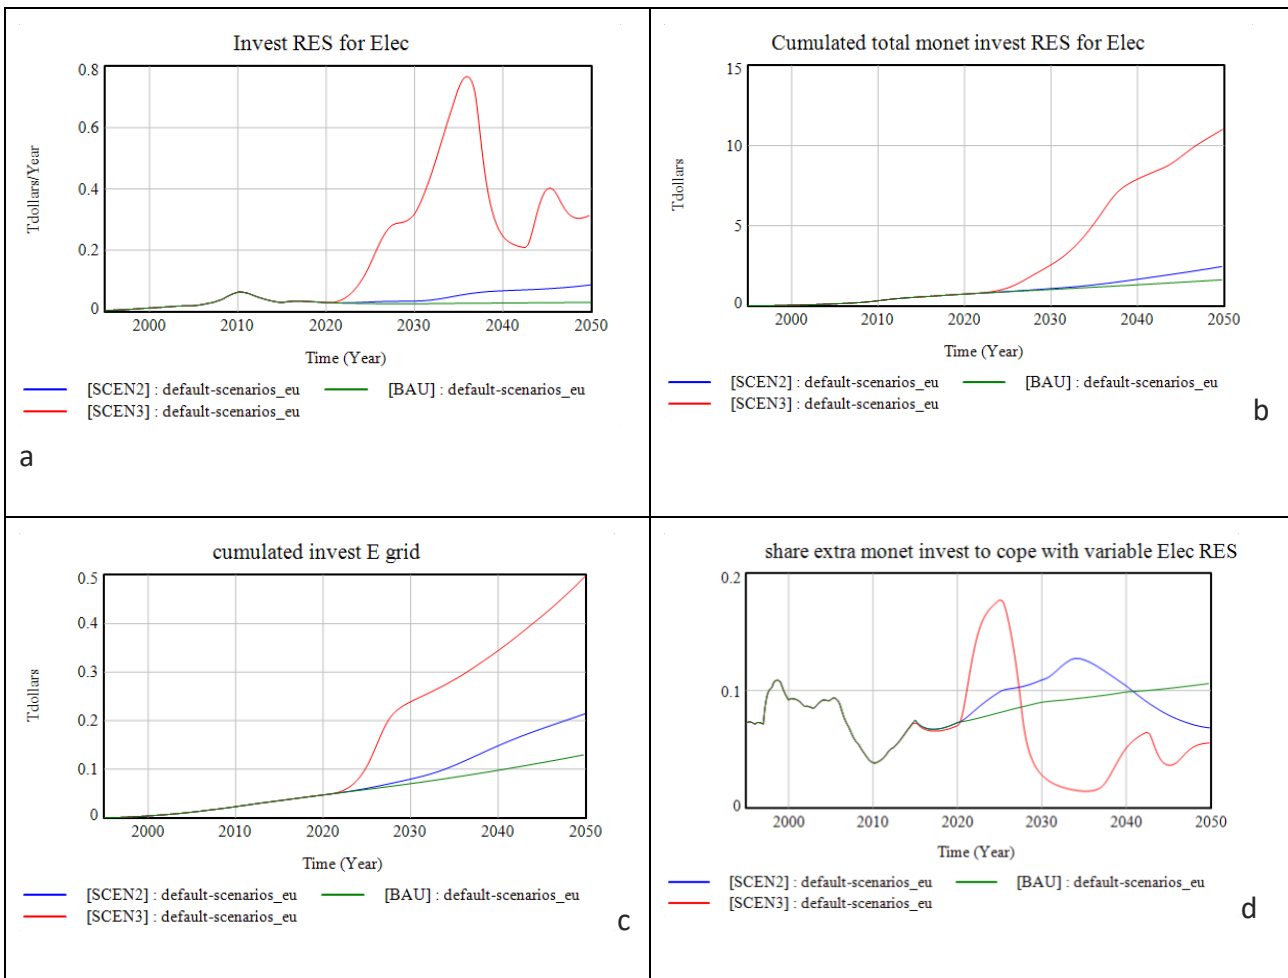 Invest RES for Elec
0.8
0.6
0.4
0.2
0
Tdollars/Year
2000 2010 2020 2030 2040 2050
Time (Year)
[SCEN2] : default-scenarios_eu [BAU] : default-scenarios_eu
[SCEN3] : default-scenarios_eu
a
Cumulated total monet invest RES for Elec
15
10
5
0
Tdollars
2000 2010 2020 2030 2040 2050
Time (Year)
[SCEN2] : default-scenarios_eu [BAU] : default-scenarios_eu
[SCEN3] : default-scenarios_eu
b
cumulated invest E grid
0.5
0.4
0.3
0.2
0.1
0
Tdollars
2000 2010 2020 2030 2040 2050
Time (Year)
[SCEN2] : default-scenarios_eu [BAU] : default-scenarios_eu
[SCEN3] : default-scenarios_eu
c
share extra monet invest to cope with variable Elec RES
0.2
0.1
0
2000 2010 2020 2030 2040 2050
Time (Year)
[SCEN2] : default-scenarios_eu [BAU] : default-scenarios_eu
[SCEN3] : default-scenarios_eu
d